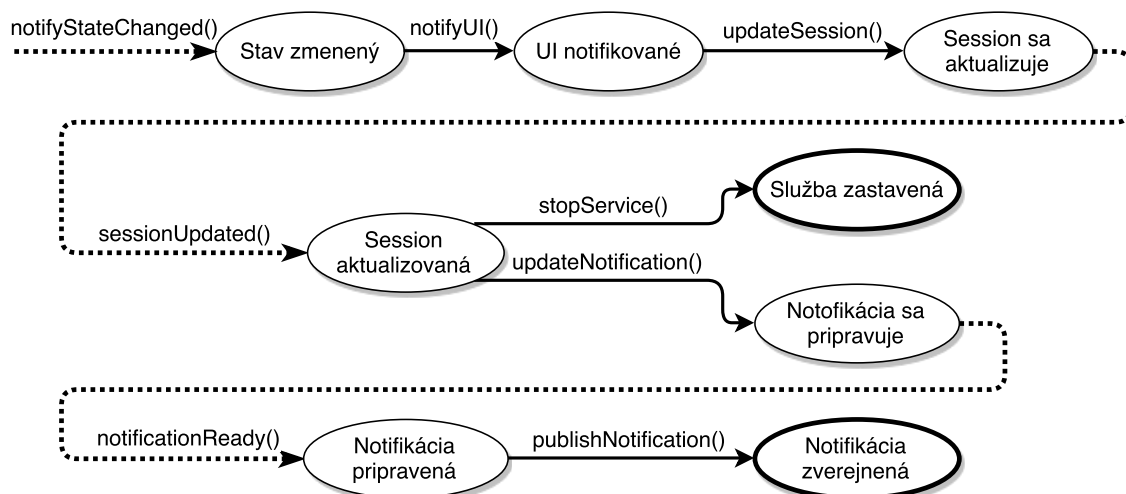 notifyStateChanged()
Stav zmenený
notifyUI()
UI notifikované
updateSession()
Session sa
aktualizuje
sessionUpdated()
Session
aktualizovaná
stopService()
Služba zastavená
updateNotification()
Notofikácia sa
pripravuje
notificationReady()
Notifikácia
pripravená
publishNotification()
Notifikácia
zverejnená